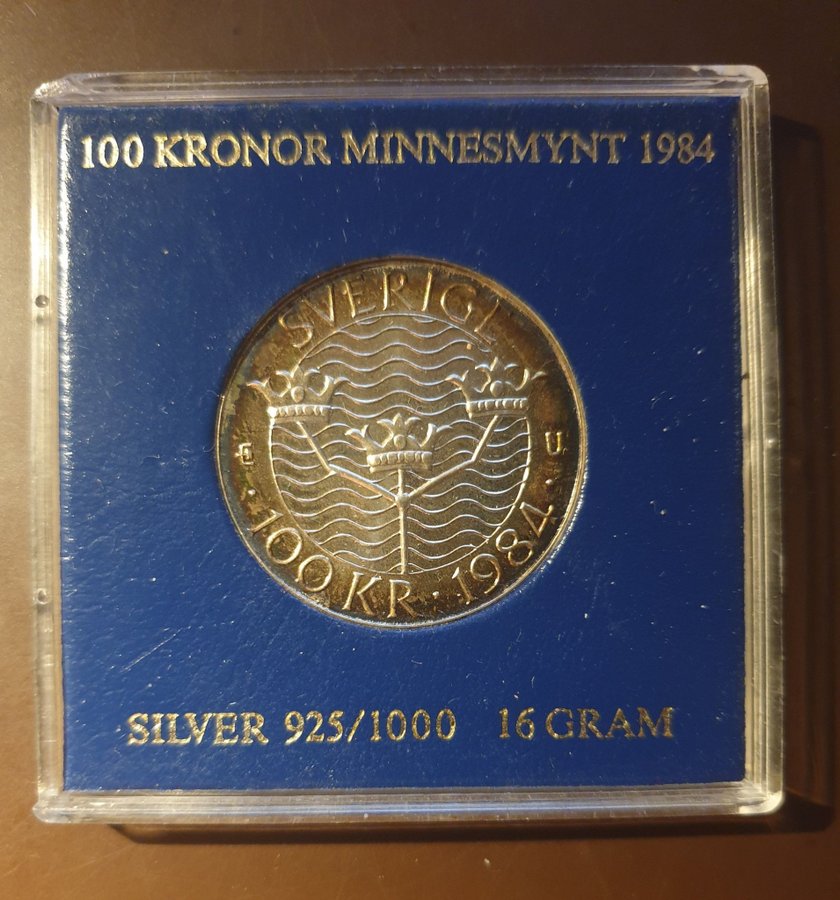 100 KRONOR MINNESMYNT 1984
SVERIGE
E U
· 100 KR · 1984 ·
SILVER 925/1000 16 GRAM